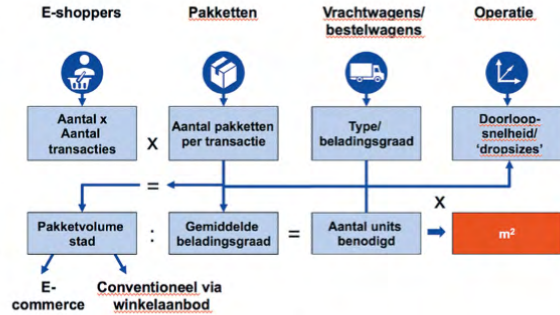 E-shoppers
Pakketten
Vrachtwagens/
bestelwagens
Operatie
Aantal x
Aantal
transacties
x
Aantal pakketten
per transactie
Type/
beladingsgraad
Doorloop-
snelheid/
‘dropsizes’
=
x
Pakketvolume
stad
:
Gemiddelde
beladingsgraad
=
Aantal units
benodigd
m²
E-
commerce
Conventioneel via
winkelaanbod